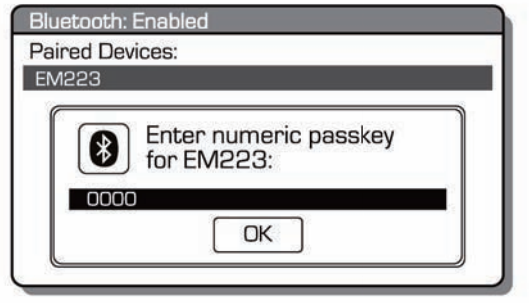 Bluetooth: Enabled
Paired Devices:
EM223
Enter numeric passkey
for EM223:
0000
OK